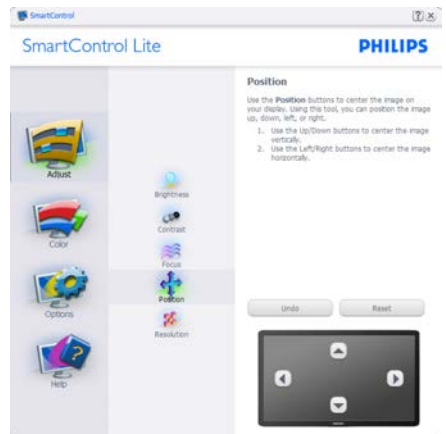 SmartControl
SmartControl Lite
PHILIPS
Adjust
Color
Options
Help
Brightness
Contrast
Focus
Position
Resolution
Position
Use the Position buttons to center the image on
your display. Using this tool, you can position the image
up, down, left, or right.
1. Use the Up/Down buttons to center the image
vertically.
2. Use the Left/Right buttons to center the image
horizontally.
Undo
Reset